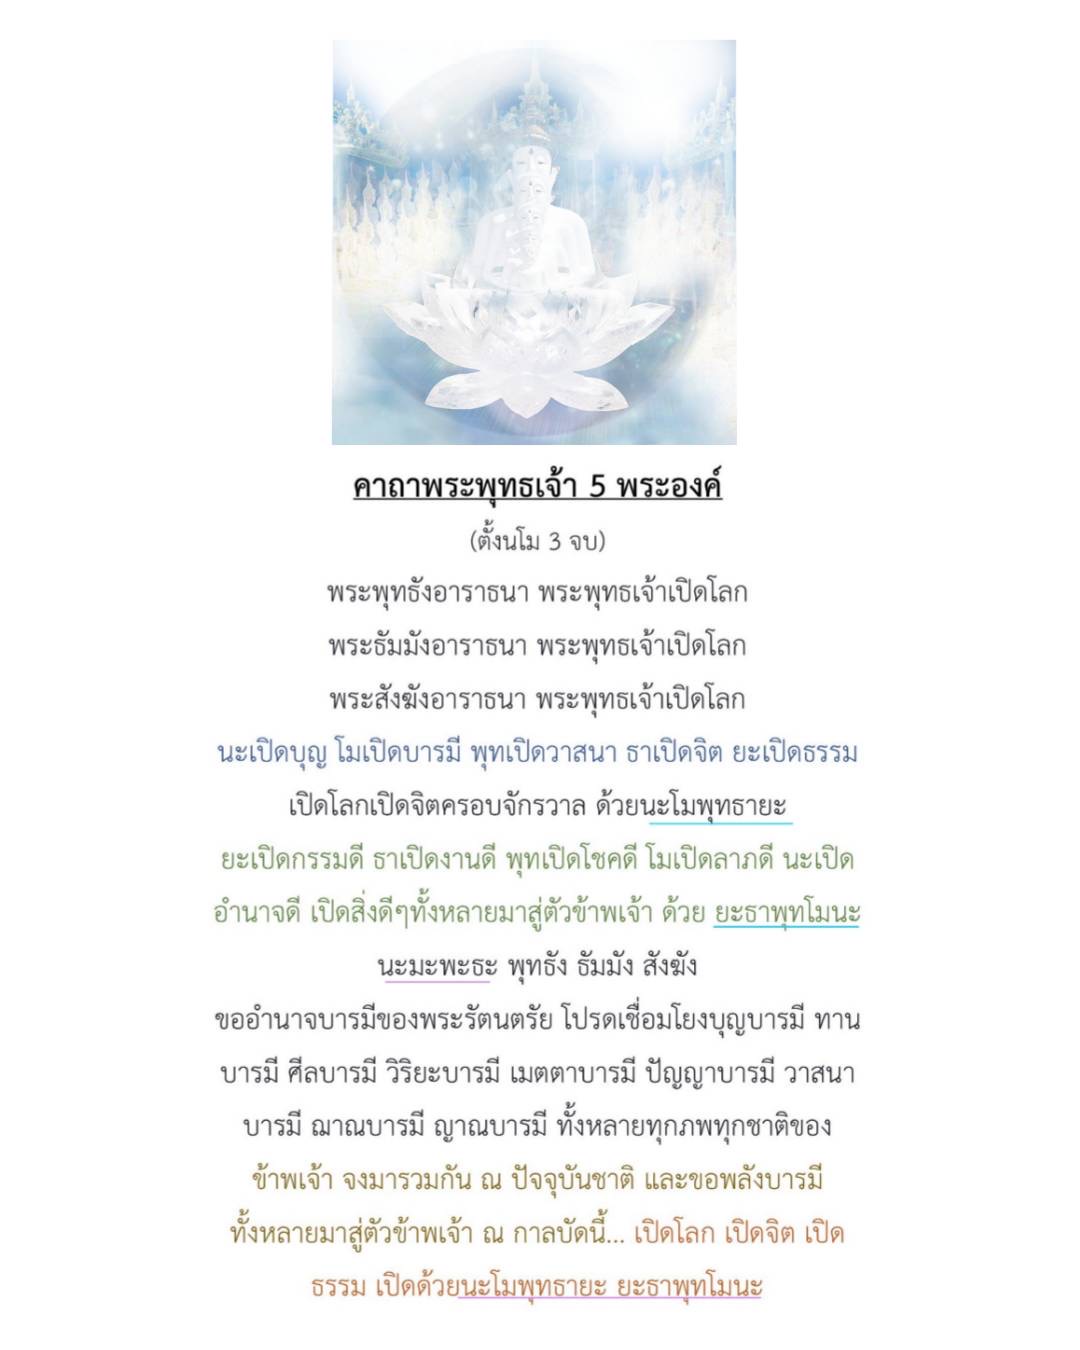 คาถาพระพุทธเจ้า 5 พระองค์
(ตั้งนโม 3 จบ)
พระพุทธังอาราธนา พระพุทธเจ้าเปิดโลก
พระธัมมังอาราธนา พระพุทธเจ้าเปิดโลก
พระสังฆังอาราธนา พระพุทธเจ้าเปิดโลก
นะเปิดบุญ โมเปิดบารมี พุทเปิดวาสนา ธาเปิดจิต ยะเปิดธรรม
เปิดโลกเปิดจิตครอบจักรวาล ด้วยนะโมพุทธายะ
ยะเปิดกรรมดี ธาเปิดงานดี พุทเปิดโชคดี โมเปิดลาภดี นะเปิด
อำนาจดี เปิดสิ่งดีๆทั้งหลายมาสู่ตัวข้าพเจ้า ด้วย ยะธาพุทโมนะ
นะมะพะธะ พุทธัง ธัมมัง สังฆัง
ขออำนาจบารมีของพระรัตนตรัย โปรดเชื่อมโยงบุญบารมี ทาน
บารมี ศีลบารมี วิริยะบารมี เมตตาบารมี ปัญญาบารมี วาสนา
บารมี ฌาณบารมี ญาณบารมี ทั้งหลายทุกภพทุกชาติของ
ข้าพเจ้า จงมารวมกัน ณ ปัจจุบันชาติ และขอพลังบารมี
ทั้งหลายมาสู่ตัวข้าพเจ้า ณ กาลบัดนี้... เปิดโลก เปิดจิต เปิด
ธรรม เปิดด้วยนะโมพุทธายะ ยะธาพุทโมนะ